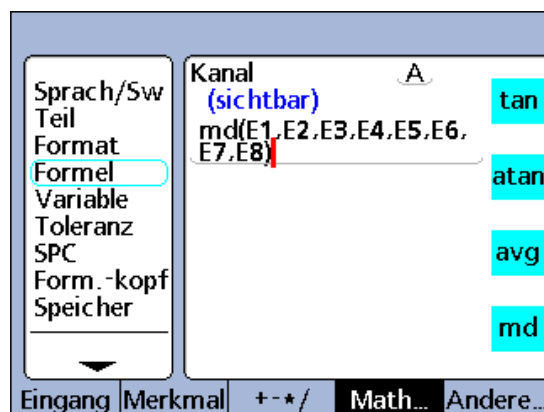 Sprach/Sw
Teil
Format
Formel
Variable
Toleranz
SPC
Form.-kopf
Speicher
Kanal A
(sichtbar)
md(E1,E2,E3,E4,E5,E6,
E7,E8)
tan
atan
avg
md
Eingang Merkmal +-*/ Math... Andere...